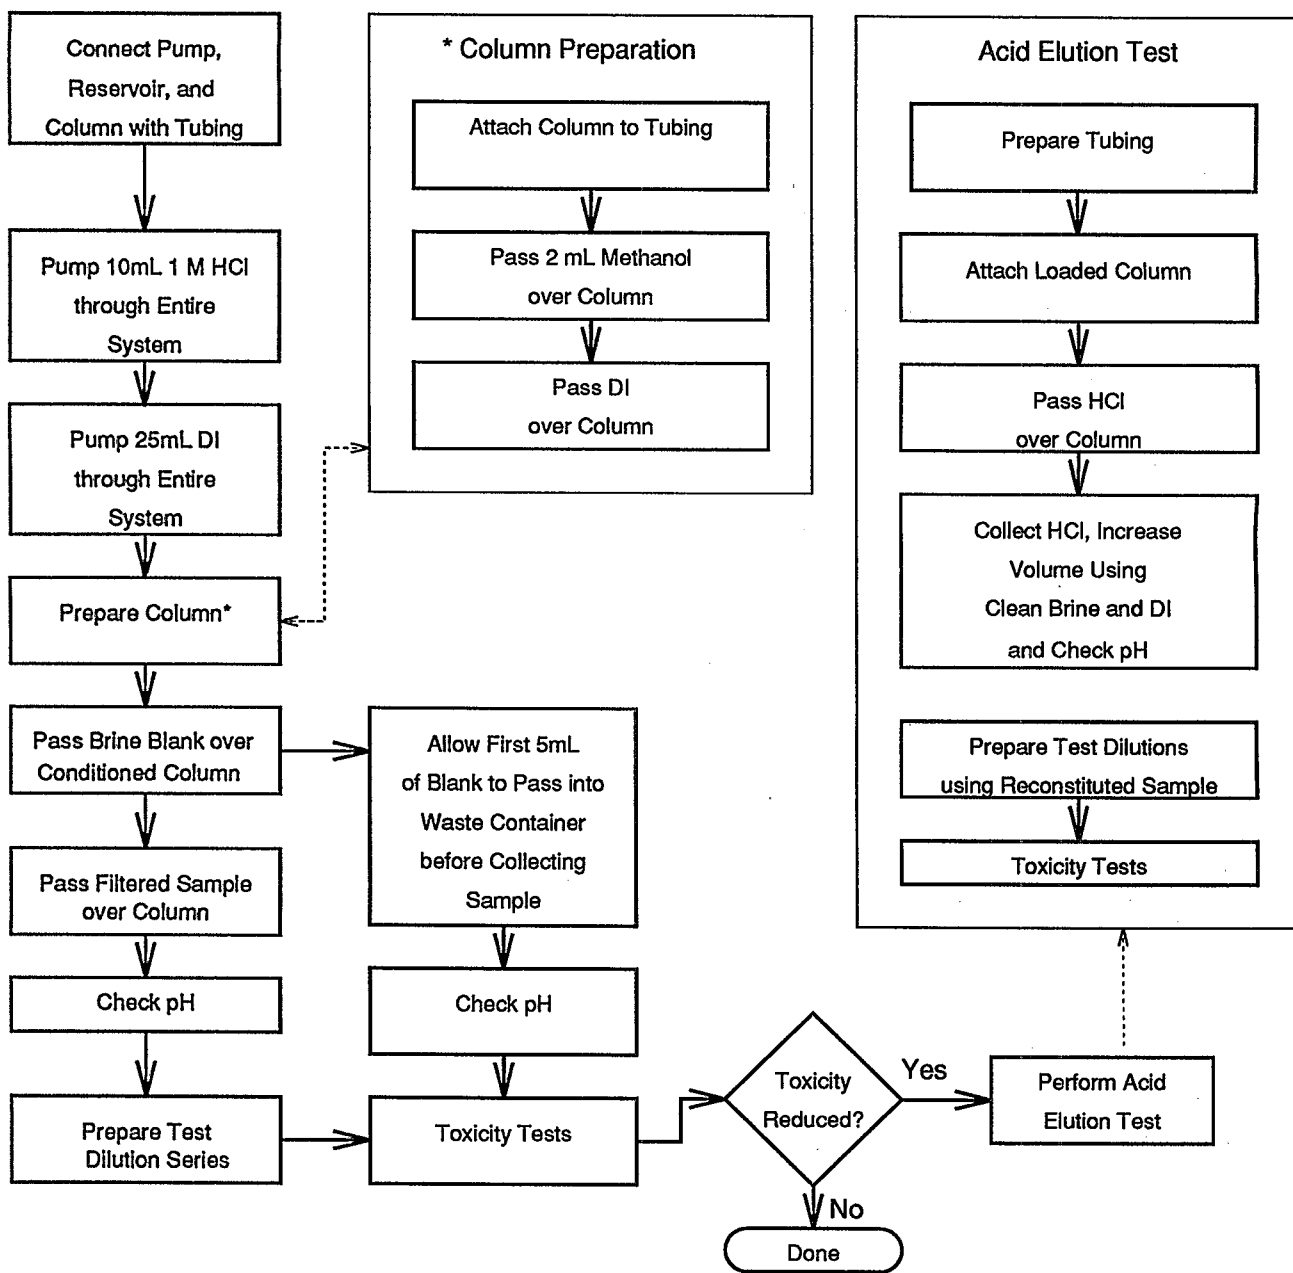 Connect Pump,
Reservoir, and
Column with Tubing
Pump 10mL 1 M HCl
through Entire
System
Pump 25mL DI
through Entire
System
Prepare Column*
Pass Brine Blank over
Conditioned Column
Pass Filtered Sample
over Column
Check pH
Prepare Test
Dilution Series
* Column Preparation
Attach Column to Tubing
Pass 2 mL Methanol
over Column
Pass DI
over Column
Allow First 5mL
of Blank to Pass into
Waste Container
before Collecting
Sample
Check pH
Toxicity Tests
Toxicity
Reduced?
Yes
No
Done
Perform Acid
Elution Test
Acid Elution Test
Prepare Tubing
Attach Loaded Column
Pass HCl
over Column
Collect HCl, Increase
Volume Using
Clean Brine and DI
and Check pH
Prepare Test Dilutions
using Reconstituted Sample
Toxicity Tests